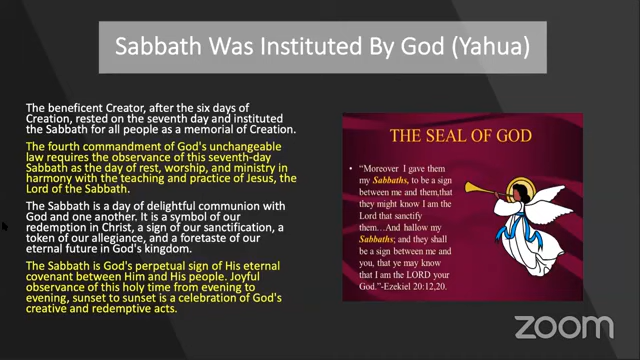 Sabbath Was Instituted By God (Yahua)
The beneficent Creator, after the six days of
Creation, rested on the seventh day and instituted
the Sabbath for all people as a memorial of Creation.
The fourth commandment of God's unchangeable
law requires the observance of this seventh-day
Sabbath as the day of rest, worship, and ministry in
harmony with the teaching and practice of Jesus, the
Lord of the Sabbath.
The Sabbath is a day of delightful communion with
God and one another. It is a symbol of our
redemption in Christ, a sign of our sanctification, a
token of our allegiance, and a foretaste of our
eternal future in God's kingdom.
The Sabbath is God's perpetual sign of His eternal
covenant between Him and His people. Joyful
observance of this holy time from evening to
evening, sunset to sunset is a celebration of God's
creative and redemptive acts.
THE SEAL OF GOD
• “Moreover I gave them
my Sabbaths, to be a sign
between me and them,that
they might know I am the
Lord that sanctify
them…And hallow my
Sabbaths; and they shall
be a sign between me and
you, that ye may know
that I am the LORD your
God.”-Ezekiel 20:12,20.
zoom